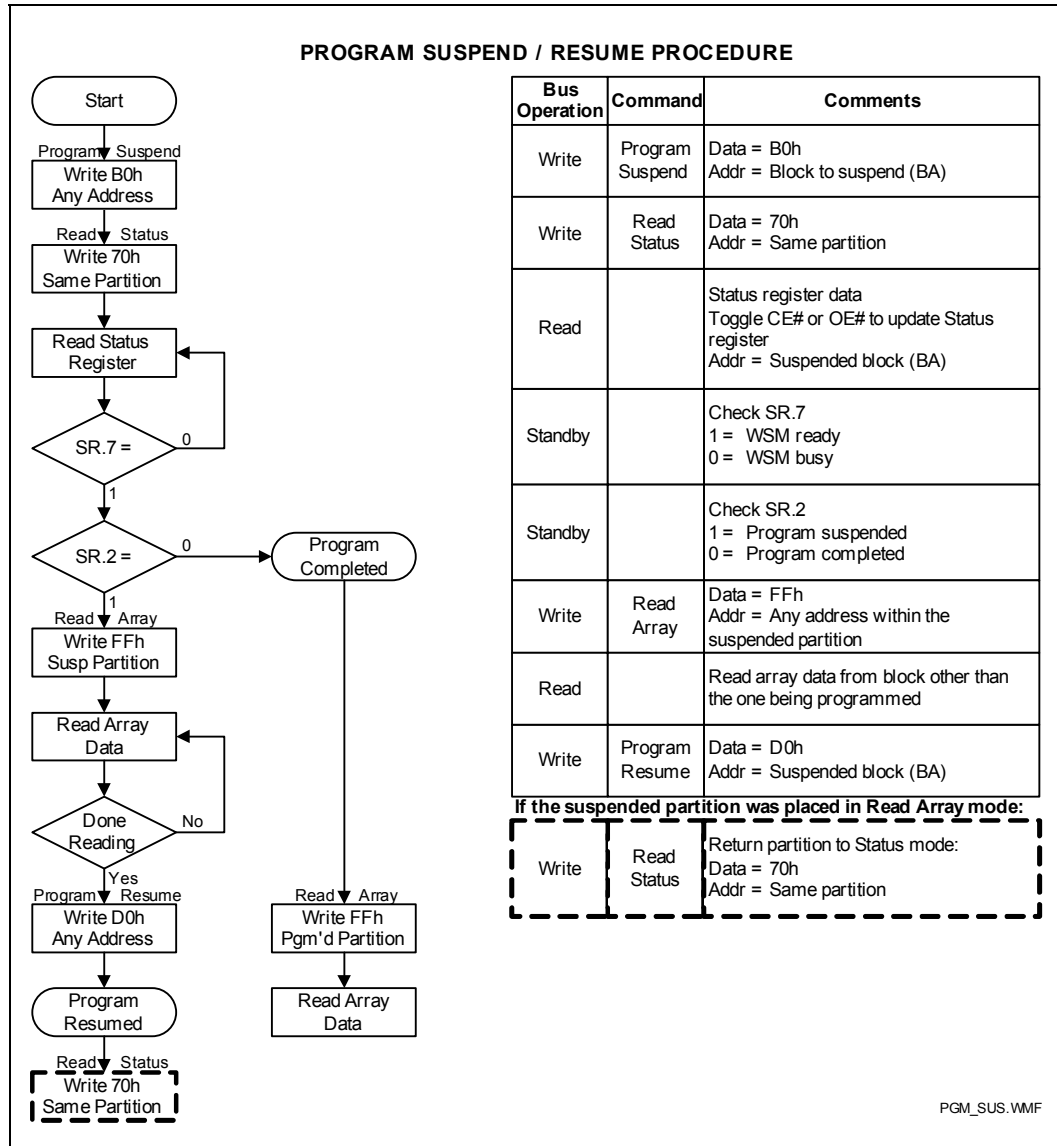 PROGRAM SUSPEND / RESUME PROCEDURE
Start
Program Suspend
Write B0h
Any Address
Read Status
Write 70h
Same Partition
Read Status
Register
SR.7 =
0
1
SR.2 =
0
Program
Completed
1
Read Array
Write FFh
Susp Partition
Read Array
Data
Done
Reading
No
Yes
Program Resume
Write D0h
Any Address
Program
Resumed
Read Status
Write 70h
Same Partition
Read Array
Write FFh
Pgm'd Partition
Read Array
Data
Bus
Operation
Command
Comments
Write
Program
Suspend
Data = B0h
Addr = Block to suspend (BA)
Write
Read
Status
Data = 70h
Addr = Same partition
Read
Status register data
Toggle CE# or OE# to update Status
register
Addr = Suspended block (BA)
Standby
Check SR.7
1 = WSM ready
0 = WSM busy
Standby
Check SR.2
1 = Program suspended
0 = Program completed
Write
Read
Array
Data = FFh
Addr = Any address within the
suspended partition
Read
Read array data from block other than
the one being programmed
Write
Program
Resume
Data = D0h
Addr = Suspended block (BA)
If the suspended partition was placed in Read Array mode:
Write
Read
Status
Return partition to Status mode:
Data = 70h
Addr = Same partition
PGM_SUS.WMF